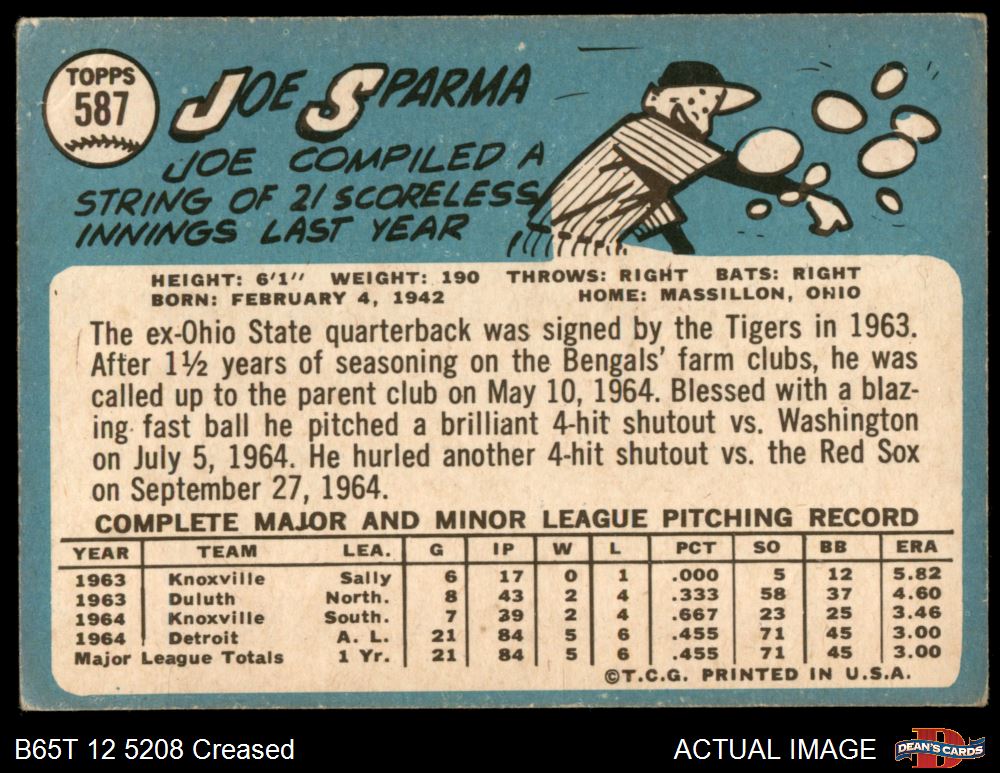 TOPPS
587
JOE SPARMA
JOE COMPILED A
STRING OF 21 SCORELESS
INNINGS LAST YEAR
HEIGHT: 6'1" WEIGHT: 190 THROWS: RIGHT BATS: RIGHT
BORN: FEBRUARY 4, 1942 HOME: MASSILLON, OHIO
The ex-Ohio State quarterback was signed by the Tigers in 1963.
After 1½ years of seasoning on the Bengals' farm clubs, he was
called up to the parent club on May 10, 1964. Blessed with a blaz-
ing fast ball he pitched a brilliant 4-hit shutout vs. Washington
on July 5, 1964. He hurled another 4-hit shutout vs. the Red Sox
on September 27, 1964.
COMPLETE MAJOR AND MINOR LEAGUE PITCHING RECORD
YEAR TEAM LEA. G IP W L PCT SO BB ERA
1963 Knoxville Sally 6 17 0 1 .000 5 12 5.82
1963 Duluth North. 8 43 2 4 .333 58 37 4.60
1964 Knoxville South. 7 39 2 4 .667 23 25 3.46
1964 Detroit A. L. 21 84 5 6 .455 71 45 3.00
Major League Totals 1 Yr. 21 84 5 6 .455 71 45 3.00
©T.C.G. PRINTED IN U.S.A.
B65T 12 5208 Creased ACTUAL IMAGE
D
DEAN'S CARDS